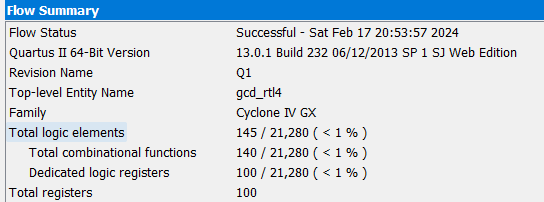 Flow Summary
Flow Status Successful - Sat Feb 17 20:53:57 2024
Quartus II 64-Bit Version 13.0.1 Build 232 06/12/2013 SP 1 SJ Web Edition
Revision Name Q1
Top-level Entity Name gcd_rtl4
Family Cyclone IV GX
Total logic elements 145 / 21,280 ( < 1 % )
Total combinational functions 140 / 21,280 ( < 1 % )
Dedicated logic registers 100 / 21,280 ( < 1 % )
Total registers 100